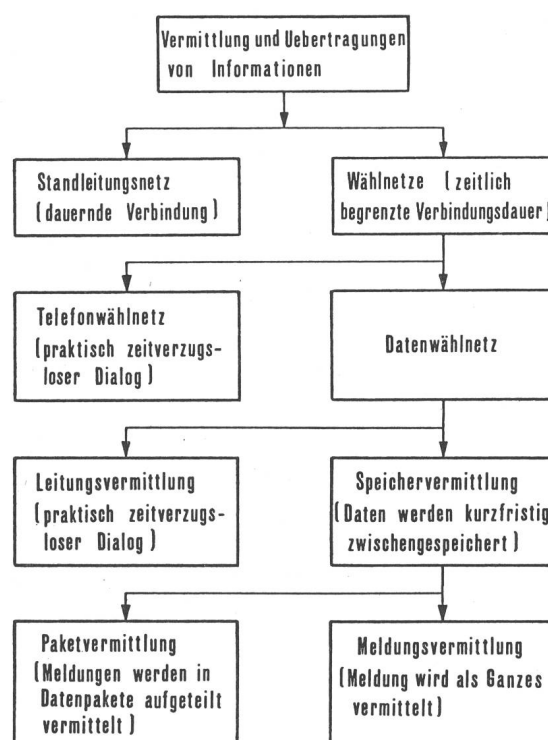 Vermittlung und Uebertragungen
von Informationen
Standleitungsnetz
(dauernde Verbindung)
Wählnetze (zeitlich
begrenzte Verbindungsdauer)
Telefonwählnetz
(praktisch zeitverzugs-
loser Dialog)
Datenwählnetz
Leitungsvermittlung
(praktisch zeitverzugs-
loser Dialog)
Speichervermittlung
(Daten werden kurzfristig
zwischengespeichert)
Paketvermittlung
(Meldungen werden in
Datenpakete aufgeteilt
vermittelt)
Meldungsvermittlung
(Meldung wird als Ganzes
vermittelt)